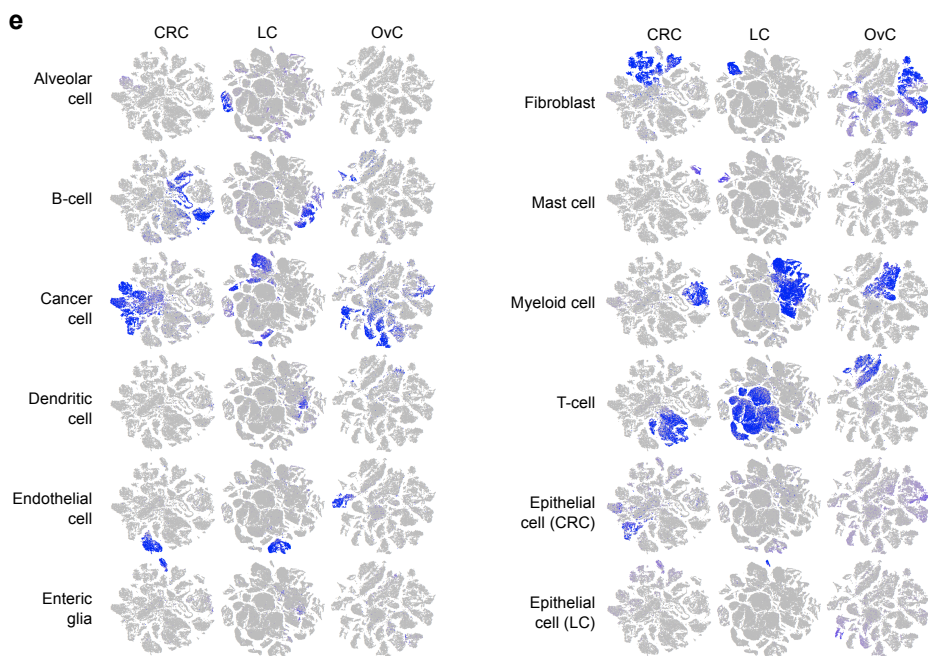 e
CRC LC OvC
Alveolar
cell
B-cell
Cancer
cell
Dendritic
cell
Endothelial
cell
Enteric
glia
CRC LC OvC
Fibroblast
Mast cell
Myeloid cell
T-cell
Epithelial
cell (CRC)
Epithelial
cell (LC)